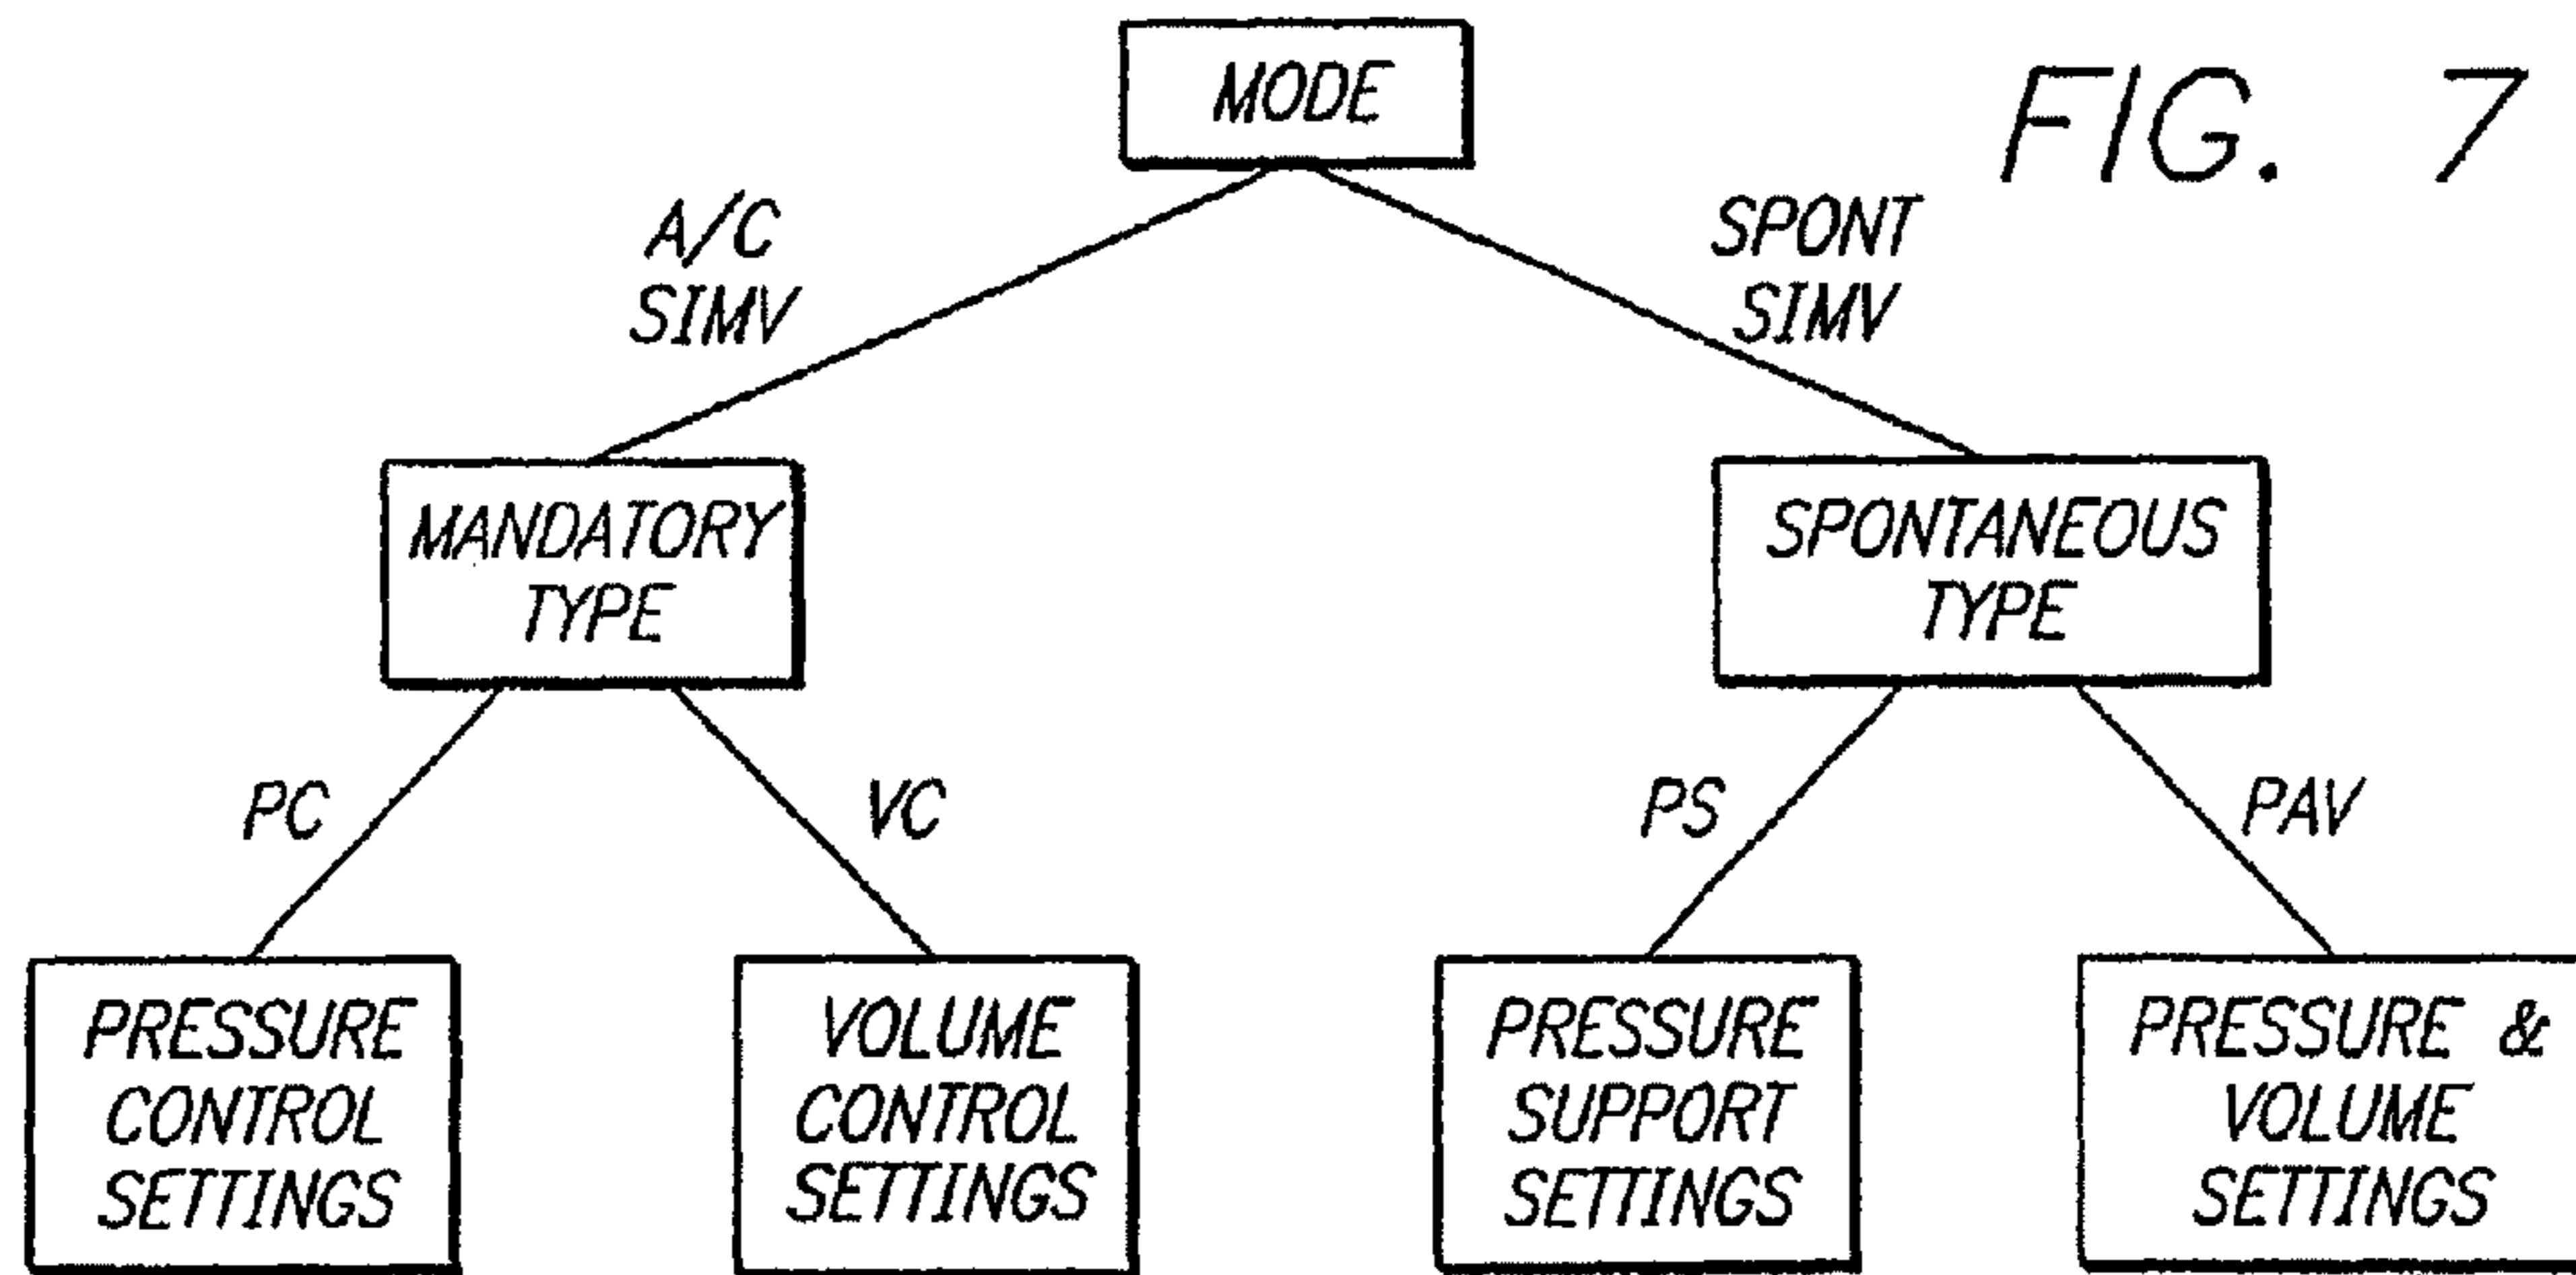 MODE
FIG. 7
A/C
SIMV
SPONT
SIMV
MANDATORY
TYPE
SPONTANEOUS
TYPE
PC
VC
PS
PAV
PRESSURE
CONTROL
SETTINGS
VOLUME
CONTROL
SETTINGS
PRESSURE
SUPPORT
SETTINGS
PRESSURE &
VOLUME
SETTINGS